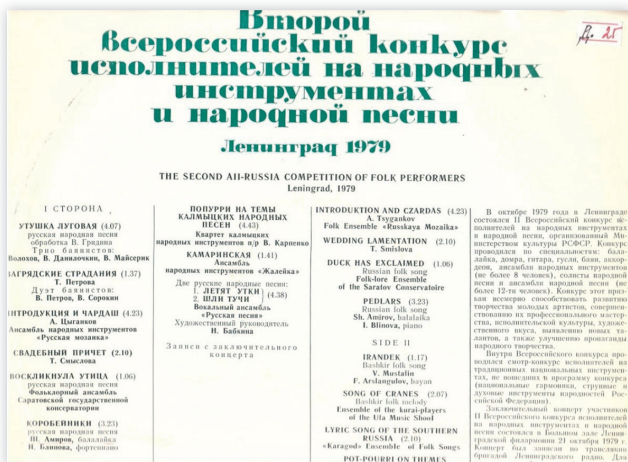 Второй
Всероссийский конкурс
исполнителей на народных
инструментах
и народной песни
Ленинград 1979
Д. 25
THE SECOND All-RUSSIA COMPETITION OF FOLK PERFORMERS
Leningrad, 1979
I СТОРОНА
УТУШКА ЛУГОВАЯ (4.07)
русская народная песня
обработка В. Гридина
Трио баянистов:
Волохов, В. Данилочкин, В. Майсерик
ЗАГРЯДСКИЕ СТРАДАНИЯ (1.37)
Т. Петрова
Дуэт баянистов:
В. Петров, В. Сорокин
ИНТРОДУКЦИЯ И ЧАРДАШ (4.23)
А. Цыганков
Ансамбль народных инструментов
«Русская мозаика»
СВАДЕБНЫЙ ПРИЧЕТ (2.10)
Т. Смыслова
ВОСКЛИКНУЛА УТИЦА (1.06)
русская народная песня
Фольклорный ансамбль
Саратовской государственной
консерватории
КОРОБЕЙНИКИ (3.23)
русская народная песня
Ш. Амиров, балалайка
И. Блинова, фортепиано
ПОПУРРИ НА ТЕМЫ
КАЛМЫЦКИХ НАРОДНЫХ
ПЕСЕН (4.43)
Квартет калмыцких
народных инструментов п/р В. Карпенко
КАМАРИНСКАЯ (1.41)
Ансамбль
народных инструментов «Жалейка»
Две русские народные песни:
1. ЛЕТЯТ УТКИ
2. ШЛИ ТУЧИ
(4.38)
Вокальный ансамбль
«Русская песня»
Художественный руководитель
Н. Бабкина
Запись с заключительного
концерта
INTRODUKTION AND CZARDAS (4.23)
A. Tsygankov
Folk Ensemble «Russkaya Mozaika»
WEDDING LAMENTATION (2.10)
T. Smislova
DUCK HAS EXCLAIMED (1.06)
Russian folk song
Folk-lore Ensemble
of the Saratov Conservatoire
PEDLARS (3.23)
Russian folk song
Sh. Amirov, balalaika
I. Blinova, piano
SIDE II
IRANDEK (1.17)
Bashkir folk song
V. Mustafin
F. Arslangulov, bayan
SONG OF CRANES (2.07)
Bashkir folk melody
Ensemble of the kurai-players
of the Ufa Music Shool
LYRIC SONG OF THE SOUTHERN
RUSSIA (2.10)
«Karagod» Ensemble of Folk Songs
POT-POURRI ON THEMES
В октябре 1979 года в Ленинграде
состоялся II Всероссийский конкурс ис-
полнителей на народных инструментах
и народной песни, организованный Ми-
нистерством культуры РСФСР. Конкурс
проводился по специальностям: бала-
лайка, домра, гитара, гусли, баян, аккор-
деон, ансамбли народных инструментов
(не более 8 человек), солисты народной
песни и ансамбли народной песни (не
более 12-ти человек). Конкурс этот приз-
ван всемерно способствовать развитию
творчества молодых артистов, совершен-
ствованию их профессионального мастер-
ства, исполнительской культуры, художе-
ственного вкуса, выявлению новых та-
лантов, а также улучшению пропаганды
народного творчества.
Внутри Всероссийского конкурса про-
водился смотр-конкурс исполнителей на
традиционных национальных инструмен-
тах, не вошедших в программу конкурса
(национальные гармоники, струнные и
духовые инструменты народностей Рос-
сийской Федерации).
Заключительный концерт участников
II Всероссийского конкурса исполнителей
на народных инструментах и народной
песни состоялся в Большом зале Ленин-
градской филармонии 21 октября 1979 г.
Концерт был записан по трансляции
бригадой Ленинградского радио. Для